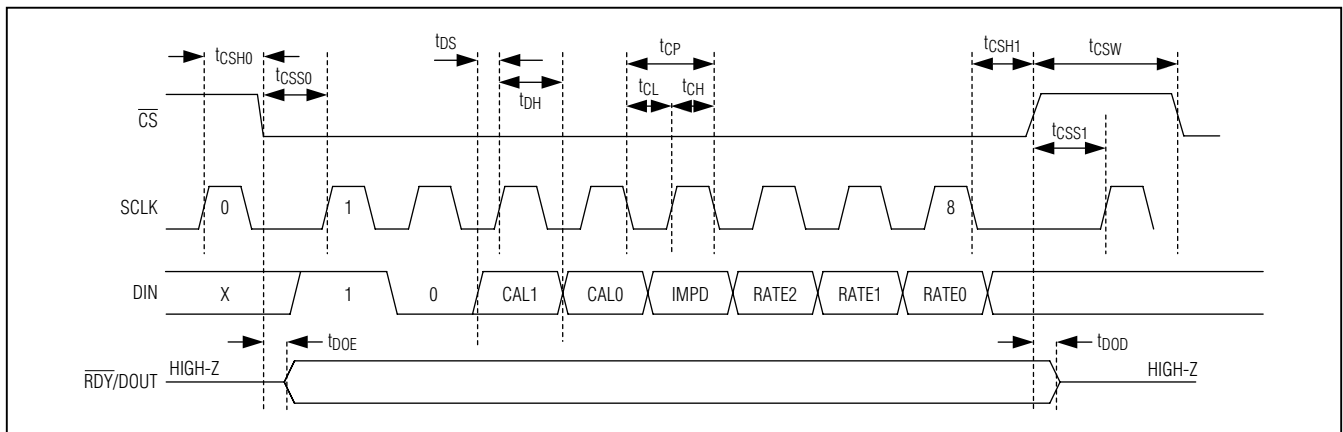 tCSH0
tCSS0
tDS
tDH
tCP
tCL
tCH
tCSH1
tCSW
tCSS1
CS
SCLK
0
1
8
DIN
X
1
0
CAL1
CAL0
IMPD
RATE2
RATE1
RATE0
tDOE
tDOD
RDY/DOUT
HIGH-Z
HIGH-Z